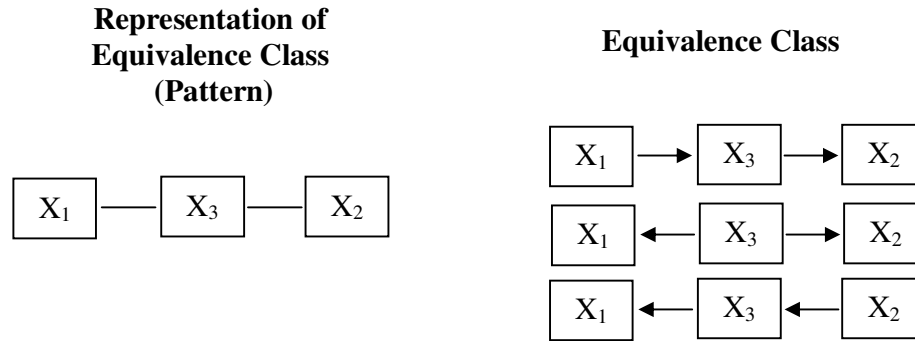 Representation of
Equivalence Class
(Pattern)
Equivalence Class
X₁ X₃ X₂
X₁ X₃ X₂
X₁ X₃ X₂
X₁ X₃ X₂